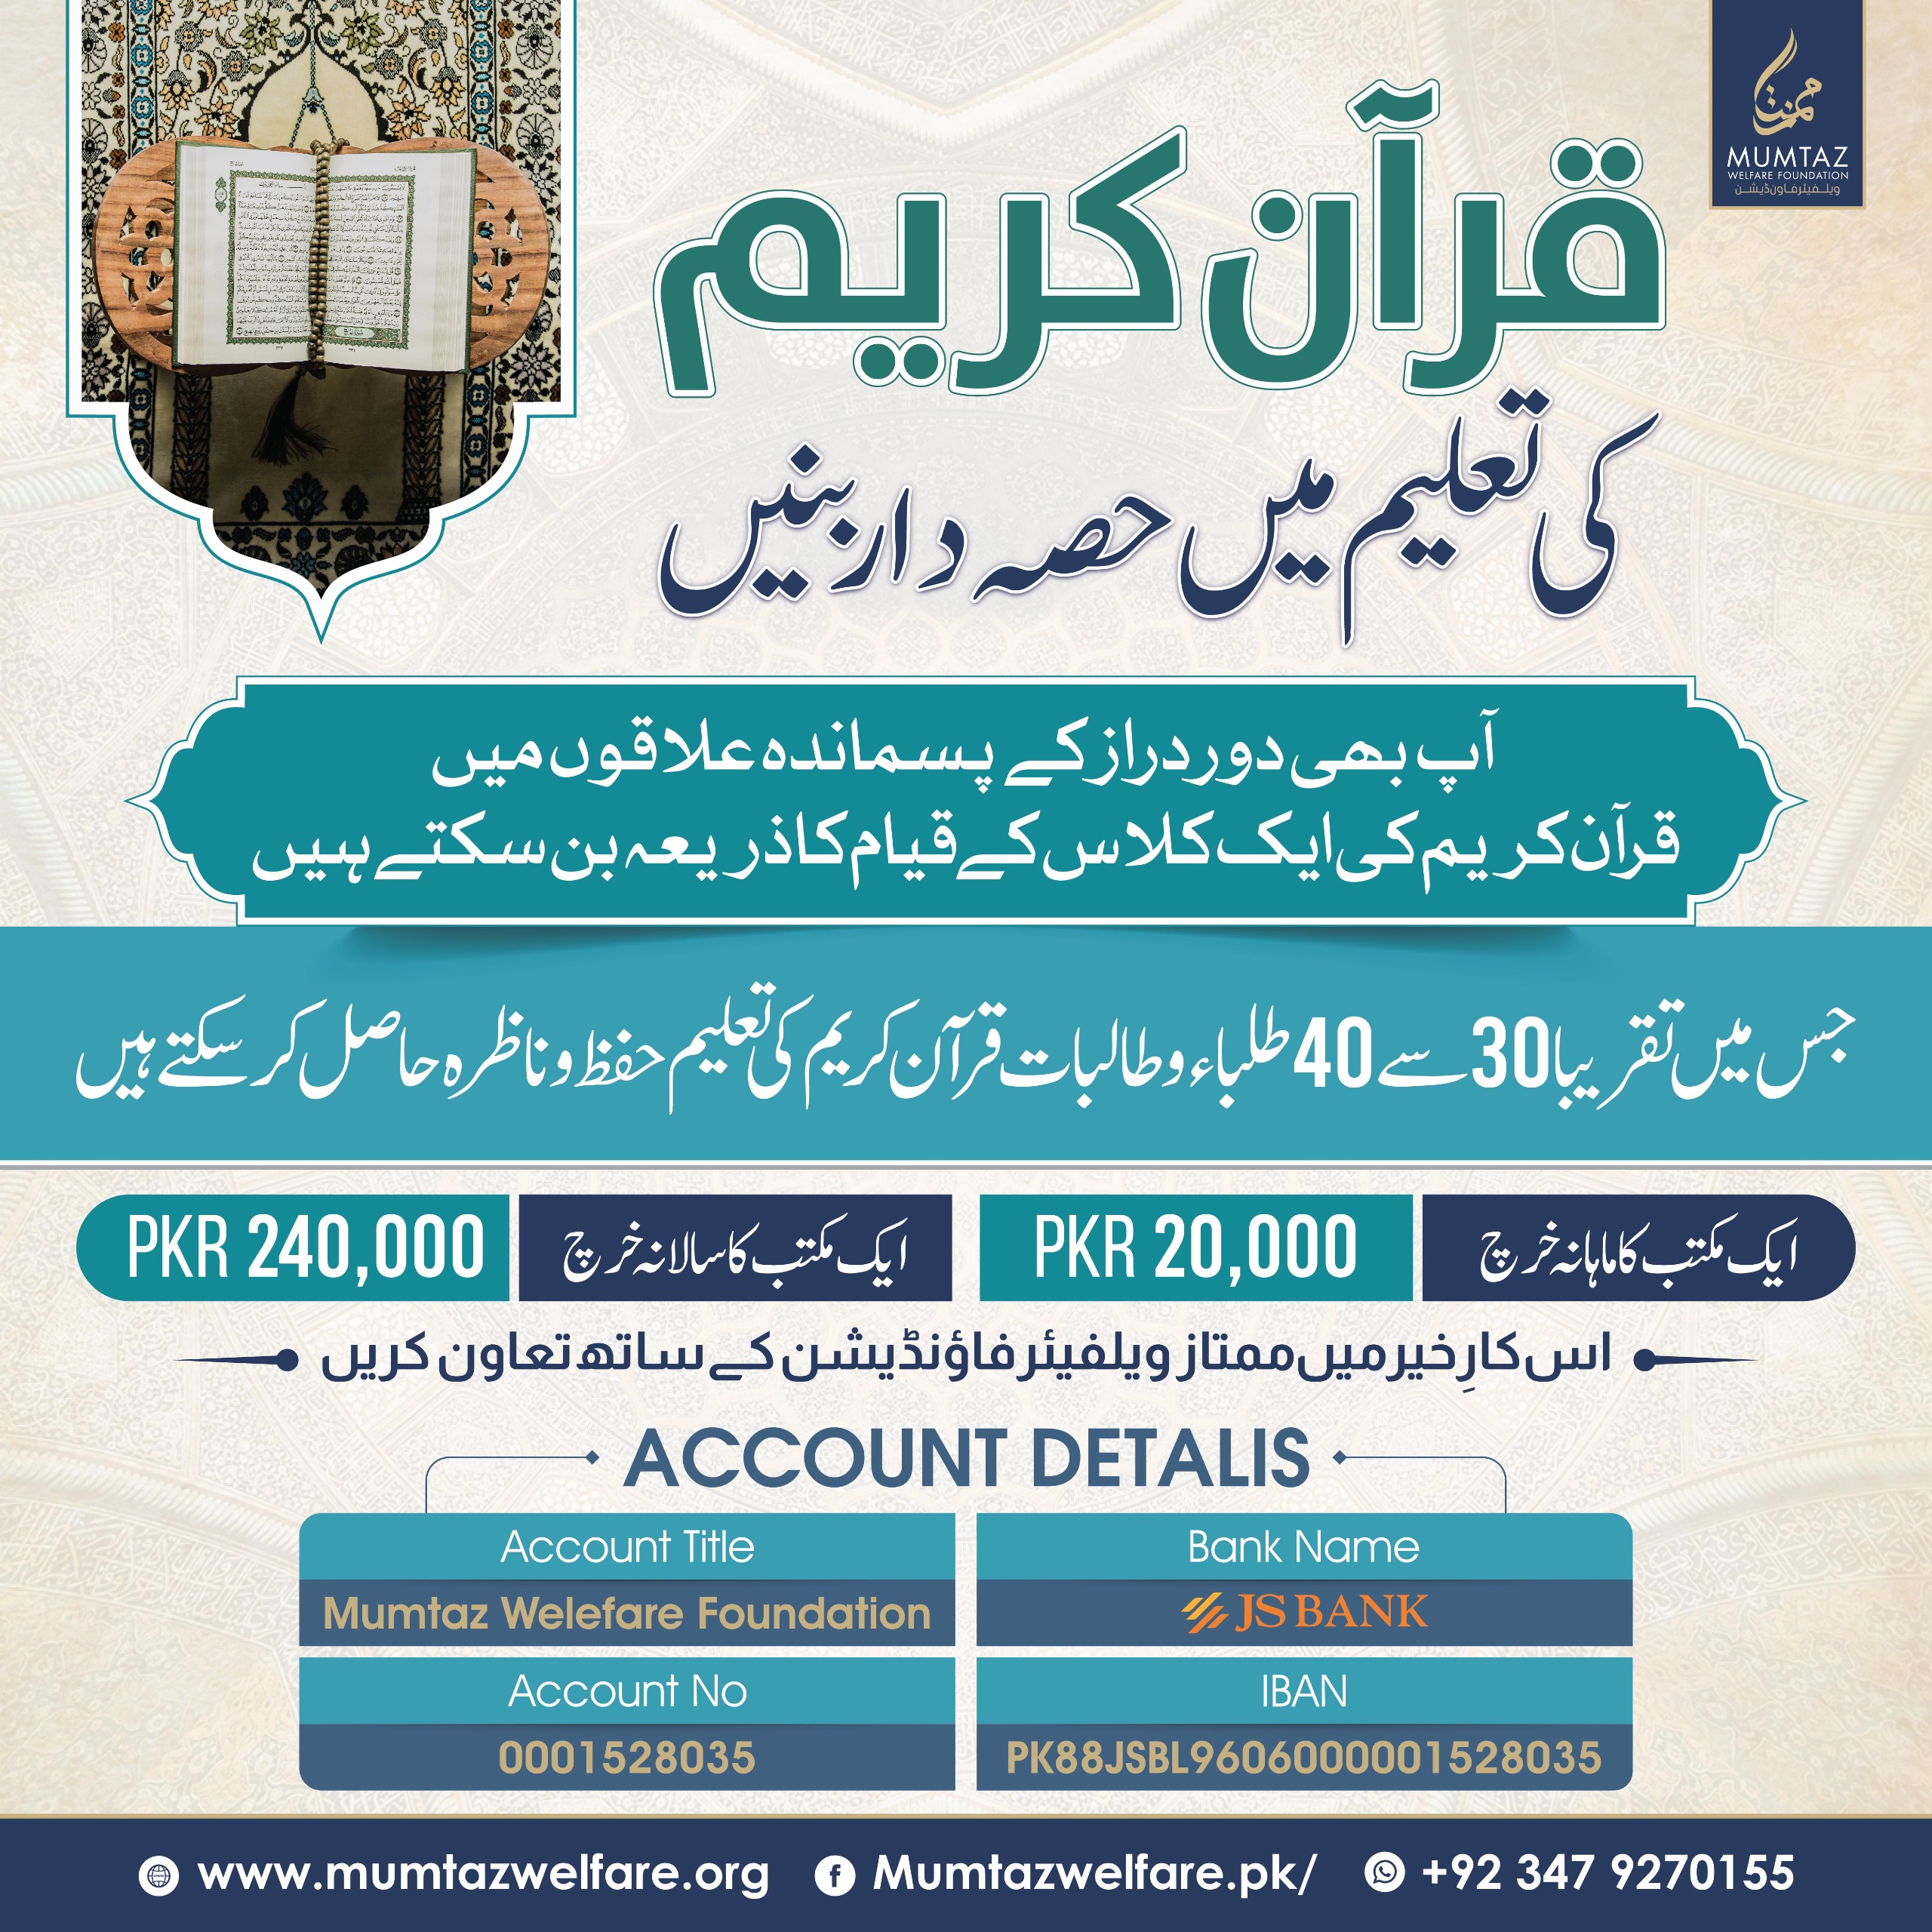 ممتاز
MUMTAZ
WELFARE FOUNDATION
ویلفیئر فاونڈیشن
قرآن کریم
کی تعلیم میں حصہ دار بنیں
آپ بھی دور دراز کے پسماندہ علاقوں میں
قرآن کریم کی ایک کلاس کے قیام کا ذریعہ بن سکتے ہیں
جس میں تقریبا 30 سے 40 طلباء و طالبات قرآن کریم کی تعلیم حفظ و ناظرہ حاصل کر سکتے ہیں
ایک مکتب کا ماہانہ خرچ PKR 20,000
ایک مکتب کا سالانہ خرچ PKR 240,000
اس کارِ خیر میں ممتاز ویلفیئر فاؤنڈیشن کے ساتھ تعاون کریں
ACCOUNT DETALIS
Account Title
Mumtaz Welefare Foundation
Bank Name
JS BANK
Account No
0001528035
IBAN
PK88JSBL9606000001528035
www.mumtazwelfare.org
Mumtazwelfare.pk/
+92 347 9270155